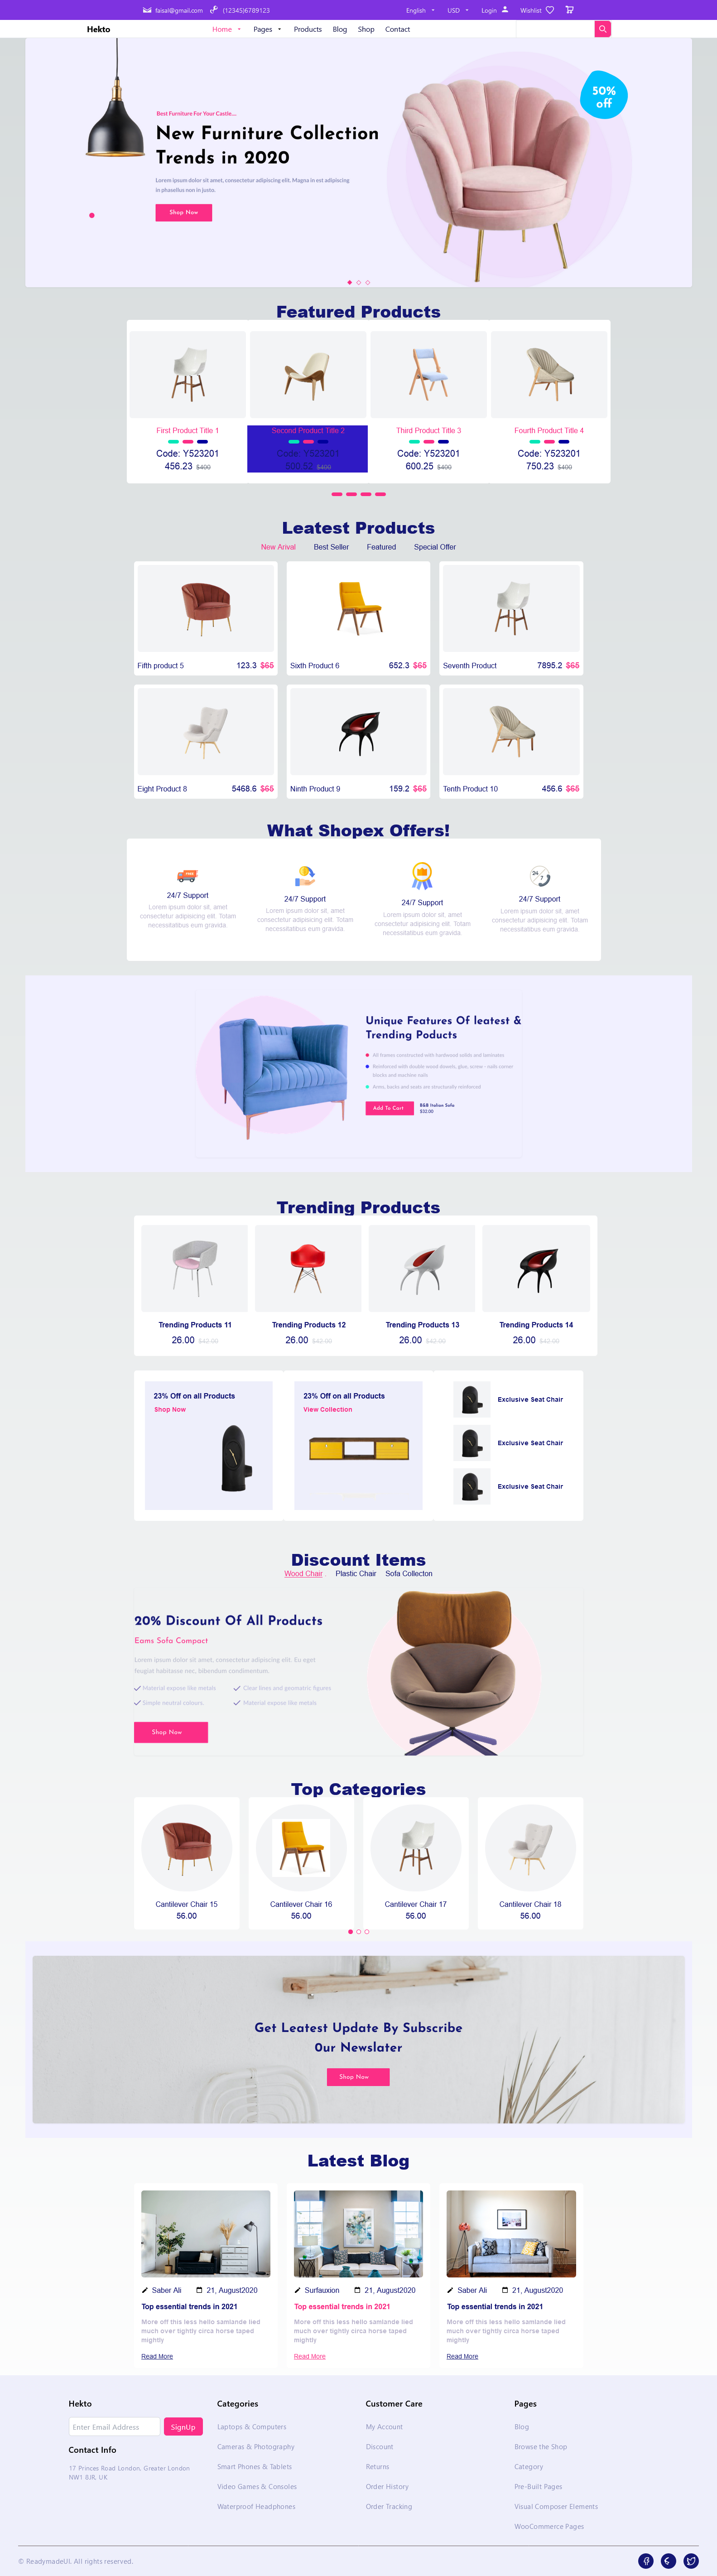 faisal@gmail.com (12345)6789123 English USD Login Wishlist
Hekto Home Pages Products Blog Shop Contact
50%
off
Best Furniture For Your Castle....
New Furniture Collection
Trends in 2020
Lorem ipsum dolor sit amet, consectetur adipiscing elit. Magna in est adipiscing
in phasellus non in justo.
Shop Now
Featured Products
First Product Title 1
Code: Y523201
456.23 $400
Second Product Title 2
Code: Y523201
500.52 $400
Third Product Title 3
Code: Y523201
600.25 $400
Fourth Product Title 4
Code: Y523201
750.23 $400
Leatest Products
New Arival Best Seller Featured Special Offer
Fifth product 5 123.3 $65
Sixth Product 6 652.3 $65
Seventh Product 7895.2 $65
Eight Product 8 5468.6 $65
Ninth Product 9 159.2 $65
Tenth Product 10 456.6 $65
What Shopex Offers!
FREE
24/7 Support
Lorem ipsum dolor sit, amet
consectetur adipisicing elit. Totam
necessitatibus eum gravida.
24/7 Support
Lorem ipsum dolor sit, amet
consectetur adipisicing elit. Totam
necessitatibus eum gravida.
24/7 Support
Lorem ipsum dolor sit, amet
consectetur adipisicing elit. Totam
necessitatibus eum gravida.
24
7
24/7 Support
Lorem ipsum dolor sit, amet
consectetur adipisicing elit. Totam
necessitatibus eum gravida.
Unique Features Of leatest &
Trending Poducts
All frames constructed with hardwood solids and laminates
Reinforced with double wood dowels, glue, screw - nails corner
blocks and machine nails
Arms, backs and seats are structurally reinforced
Add To Cart
B&B Italian Sofa
$32.00
Trending Products
Trending Products 11
26.00 $42.00
Trending Products 12
26.00 $42.00
Trending Products 13
26.00 $42.00
Trending Products 14
26.00 $42.00
23% Off on all Products
Shop Now
23% Off on all Products
View Collection
Exclusive Seat Chair
Exclusive Seat Chair
Exclusive Seat Chair
Discount Items
Wood Chair Plastic Chair Sofa Collecton
20% Discount Of All Products
Eams Sofa Compact
Lorem ipsum dolor sit amet, consectetur adipiscing elit. Eu eget
feugiat habitasse nec, bibendum condimentum.
Material expose like metals
Clear lines and geomatric figures
Simple neutral colours.
Material expose like metals
Shop Now
Top Categories
Cantilever Chair 15
56.00
Cantilever Chair 16
56.00
Cantilever Chair 17
56.00
Cantilever Chair 18
56.00
Get Leatest Update By Subscribe
0ur Newslater
Shop Now
Latest Blog
Saber Ali 21, August2020
Top essential trends in 2021
More off this less hello samlande lied
much over tightly circa horse taped
mightly
Read More
Surfauxion 21, August2020
Top essential trends in 2021
More off this less hello samlande lied
much over tightly circa horse taped
mightly
Read More
Saber Ali 21, August2020
Top essential trends in 2021
More off this less hello samlande lied
much over tightly circa horse taped
mightly
Read More
Hekto
Enter Email Address SignUp
Contact Info
17 Princes Road London, Greater London
NW1 8JR, UK
Categories
Laptops & Computers
Cameras & Photography
Smart Phones & Tablets
Video Games & Consoles
Waterproof Headphones
Customer Care
My Account
Discount
Returns
Order History
Order Tracking
Pages
Blog
Browse the Shop
Category
Pre-Built Pages
Visual Composer Elements
WooCommerce Pages
© ReadymadeUI. All rights reserved.